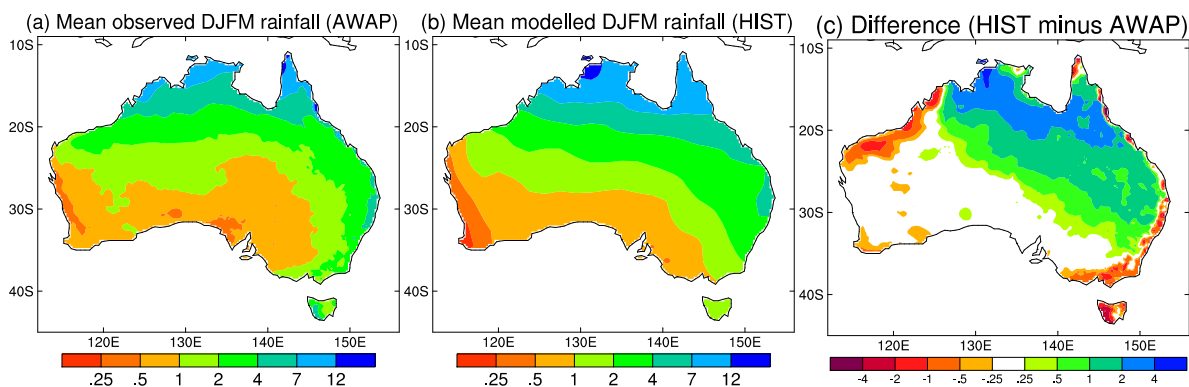 (a) Mean observed DJFM rainfall (AWAP)
10S
20S
30S
40S
120E 130E 140E 150E
.25 .5 1 2 4 7 12
(b) Mean modelled DJFM rainfall (HIST)
10S
20S
30S
40S
120E 130E 140E 150E
.25 .5 1 2 4 7 12
(c) Difference (HIST minus AWAP)
10S
20S
30S
40S
120E 130E 140E 150E
-4 -2 -1 -.5 -.25 .25 .5 1 2 4